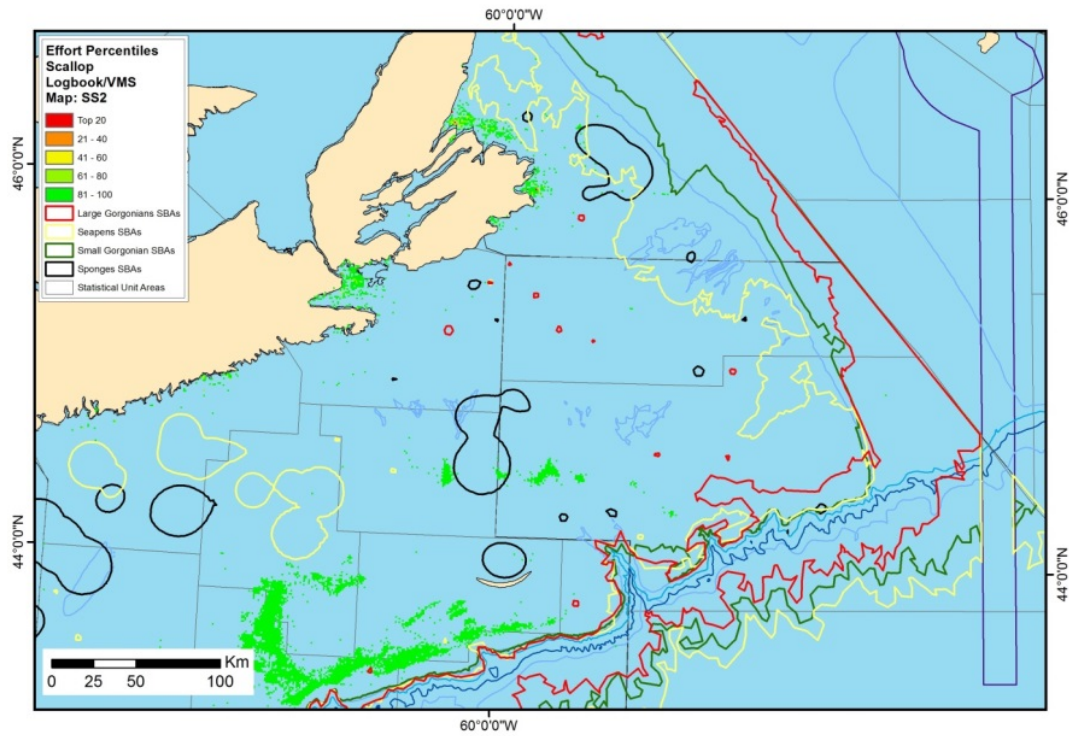 60°0'0"W
Effort Percentiles
Scallop
Logbook/VMS
Map: SS2
Top 20
21 - 40
41 - 60
61 - 80
81 - 100
Large Gorgonians SBAs
Seapens SBAs
Small Gorgonian SBAs
Sponges SBAs
Statistical Unit Areas
46°0'0"N
46°0'0"N
44°0'0"N
44°0'0"N
Km
0 25 50 100
60°0'0"W